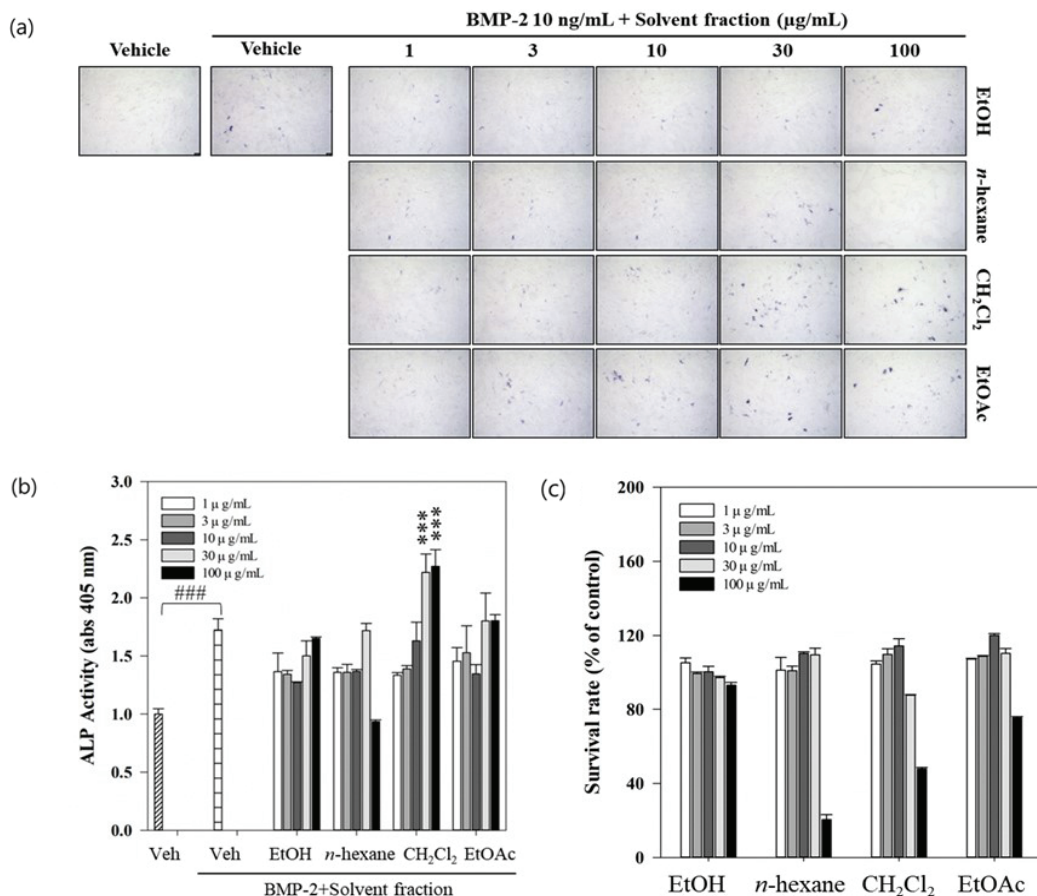 (a)
BMP-2 10 ng/mL + Solvent fraction (µg/mL)
Vehicle Vehicle 1 3 10 30 100
EtOH
n-hexane
CH₂Cl₂
EtOAc
(b)
ALP Activity (abs 405 nm)
3.0
2.5
2.0
1.5
1.0
0.5
0.0
1 µ g/mL
3 µ g/mL
10 µ g/mL
30 µ g/mL
100 µ g/mL
###
***
***
Veh Veh EtOH n-hexane CH₂Cl₂ EtOAc
BMP-2+Solvent fraction
(c)
Survival rate (% of control)
200
160
120
80
40
0
1 µ g/mL
3 µ g/mL
10 µ g/mL
30 µ g/mL
100 µ g/mL
EtOH n-hexane CH₂Cl₂ EtOAc